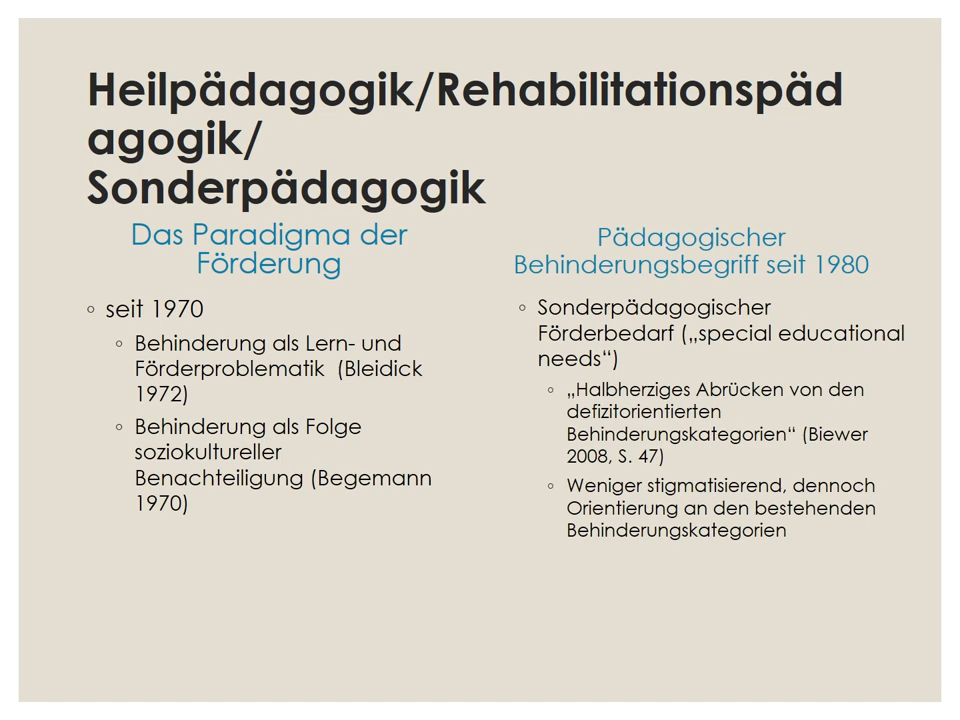 Heilpädagogik/Rehabilitationspäd
agogik/
Sonderpädagogik
Das Paradigma der
Förderung
◦ seit 1970
◦ Behinderung als Lern- und
Förderproblematik (Bleidick
1972)
◦ Behinderung als Folge
soziokultureller
Benachteiligung (Begemann
1970)
Pädagogischer
Behinderungsbegriff seit 1980
◦ Sonderpädagogischer
Förderbedarf („special educational
needs“)
◦ „Halbherziges Abrücken von den
defizitorientierten
Behinderungskategorien“ (Biewer
2008, S. 47)
◦ Weniger stigmatisierend, dennoch
Orientierung an den bestehenden
Behinderungskategorien